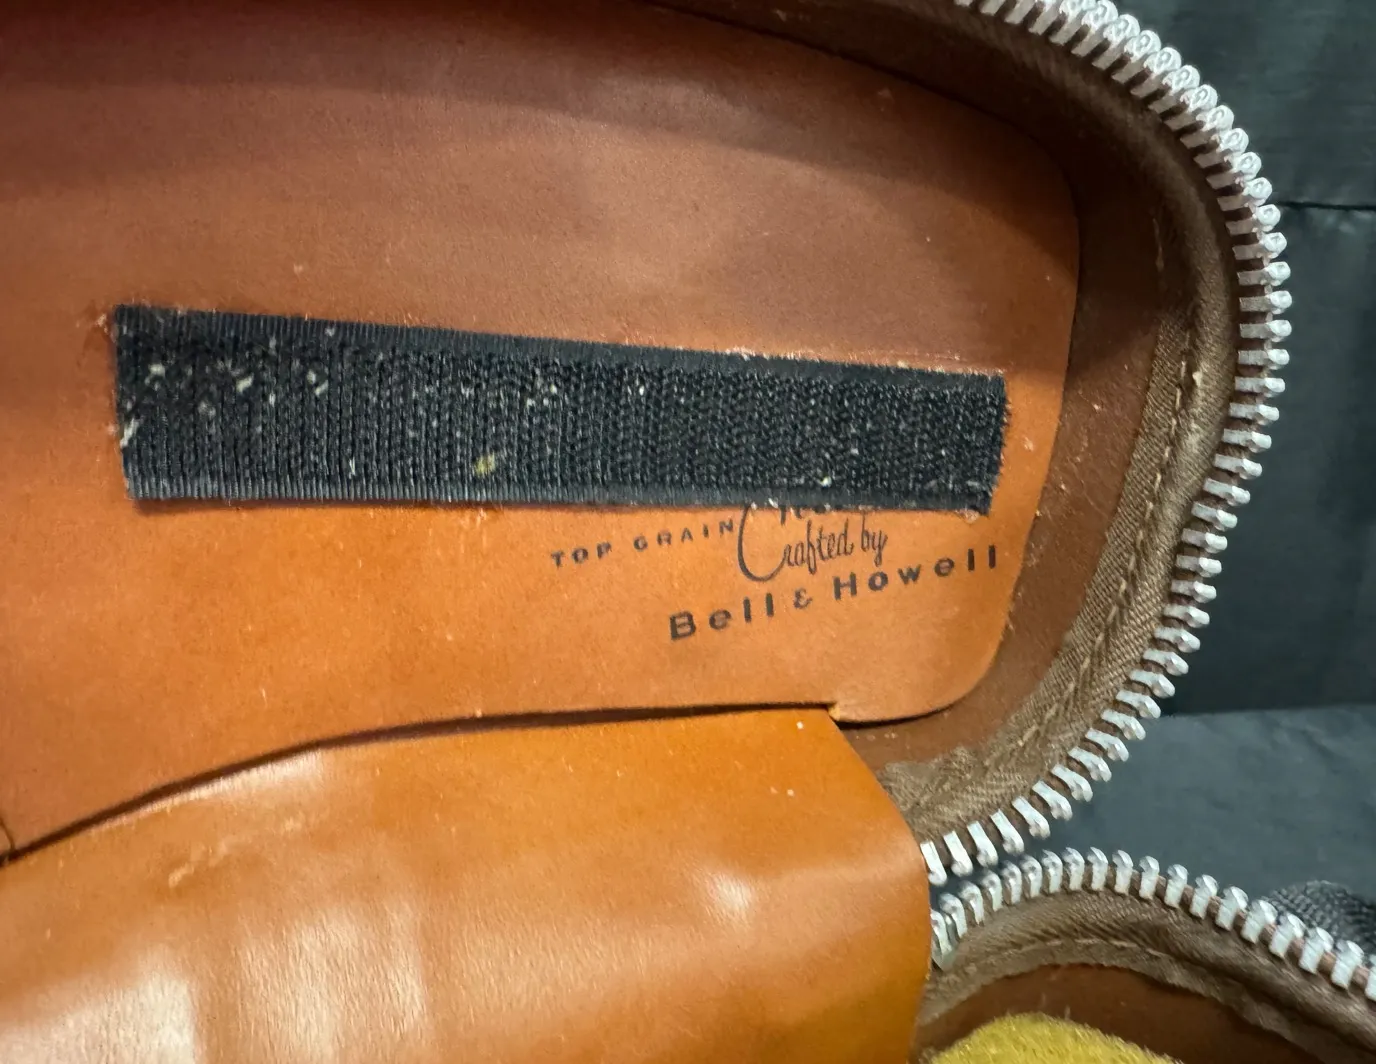 TOP GRAIN
Crafted by
Bell & Howell